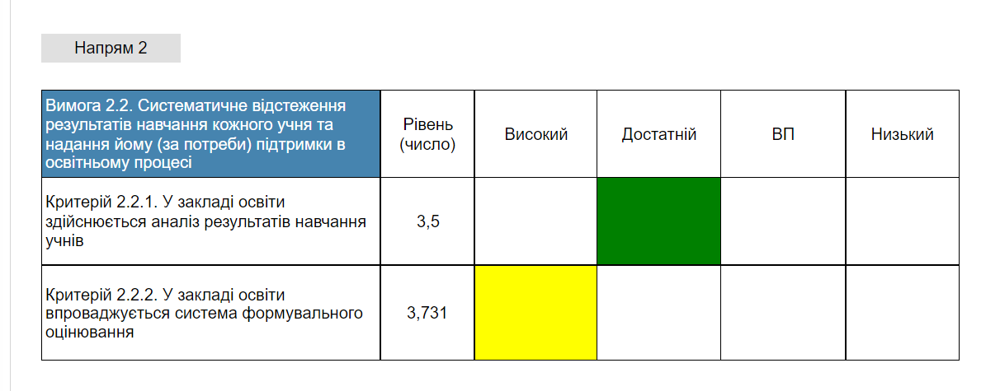 Напрям 2
Вимога 2.2. Систематичне відстеження
результатів навчання кожного учня та
надання йому (за потреби) підтримки в
освітньому процесі
Рівень
(число)
Високий
Достатній
ВП
Низький
Критерій 2.2.1. У закладі освіти
здійснюється аналіз результатів навчання
учнів
3,5
Критерій 2.2.2. У закладі освіти
впроваджується система формувального
оцінювання
3,731